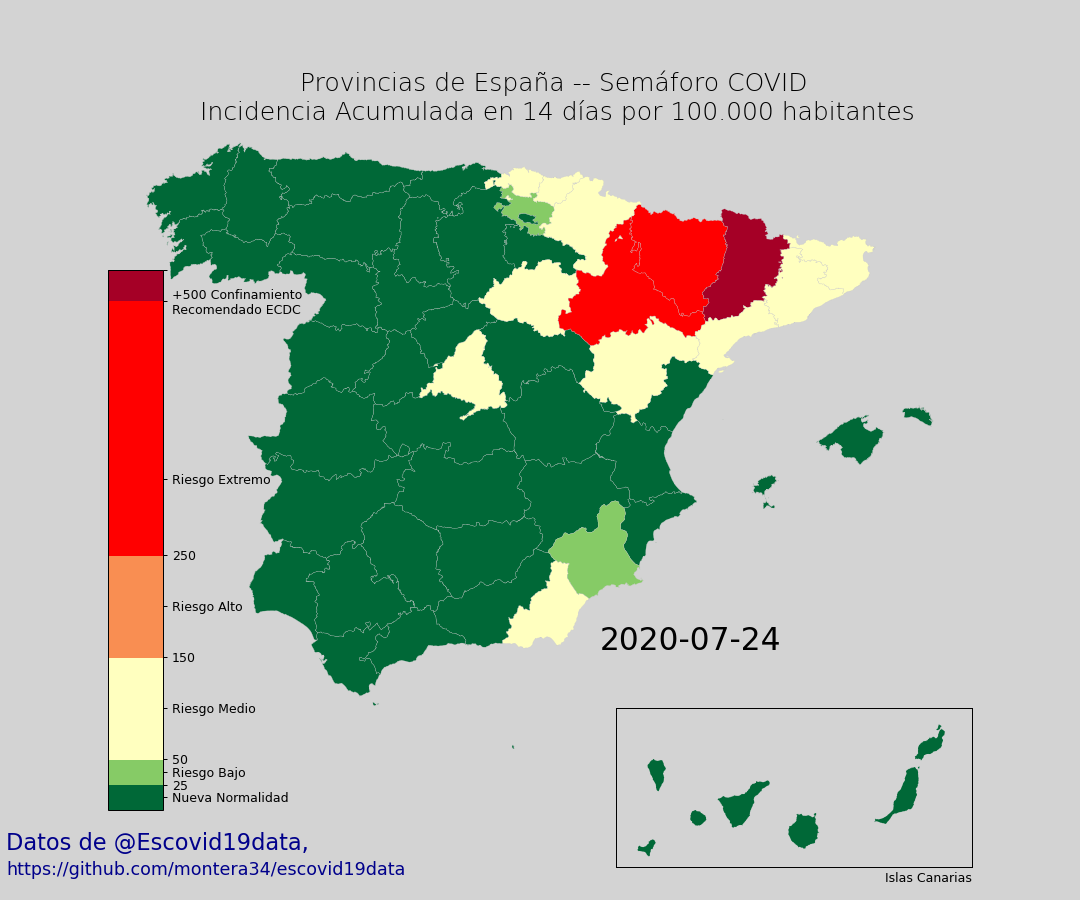 Provincias de España -- Semáforo COVID
Incidencia Acumulada en 14 días por 100.000 habitantes
+500 Confinamiento
Recomendado ECDC
Riesgo Extremo
250
Riesgo Alto
150
Riesgo Medio
50
Riesgo Bajo
25
Nueva Normalidad
2020-07-24
Datos de @Escovid19data,
https://github.com/montera34/escovid19data
Islas Canarias